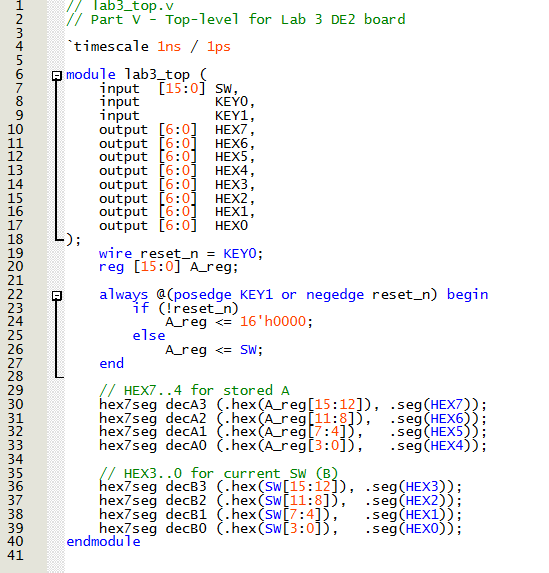 1 // lab3_top.v
2 // Part V - Top-level for Lab 3 DE2 board
3
4 `timescale 1ns / 1ps
5
6 module lab3_top (
7     input  [15:0] SW,
8     input         KEY0,
9     input         KEY1,
10     output [6:0]  HEX7,
11     output [6:0]  HEX6,
12     output [6:0]  HEX5,
13     output [6:0]  HEX4,
14     output [6:0]  HEX3,
15     output [6:0]  HEX2,
16     output [6:0]  HEX1,
17     output [6:0]  HEX0
18 );
19     wire reset_n = KEY0;
20     reg [15:0] A_reg;
21
22     always @(posedge KEY1 or negedge reset_n) begin
23         if (!reset_n)
24             A_reg <= 16'h0000;
25         else
26             A_reg <= SW;
27     end
28
29     // HEX7..4 for stored A
30     hex7seg decA3 (.hex(A_reg[15:12]), .seg(HEX7));
31     hex7seg decA2 (.hex(A_reg[11:8]),  .seg(HEX6));
32     hex7seg decA1 (.hex(A_reg[7:4]),   .seg(HEX5));
33     hex7seg decA0 (.hex(A_reg[3:0]),   .seg(HEX4));
34
35     // HEX3..0 for current SW (B)
36     hex7seg decB3 (.hex(SW[15:12]), .seg(HEX3));
37     hex7seg decB2 (.hex(SW[11:8]),  .seg(HEX2));
38     hex7seg decB1 (.hex(SW[7:4]),   .seg(HEX1));
39     hex7seg decB0 (.hex(SW[3:0]),   .seg(HEX0));
40 endmodule
41